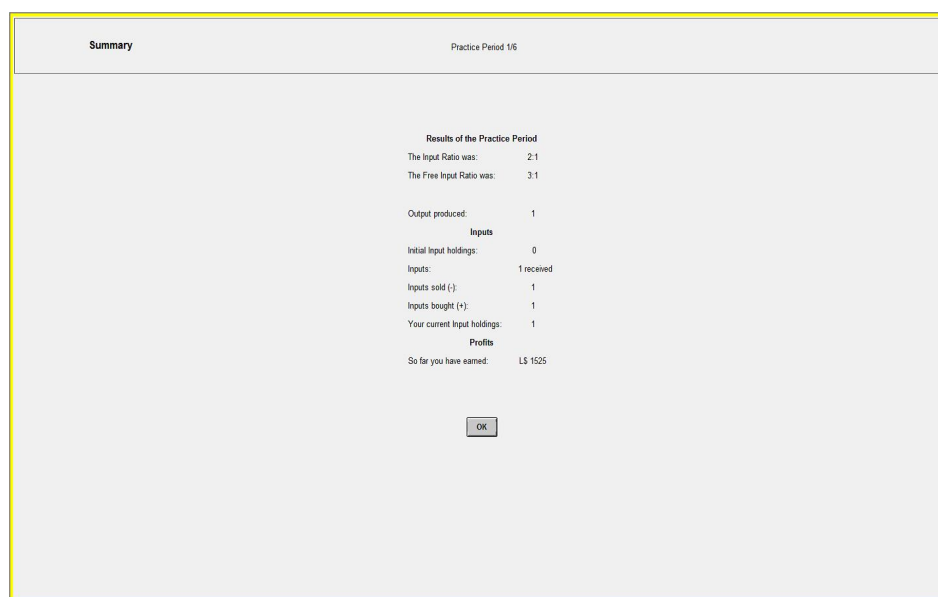 Summary
Practice Period 1/6
Results of the Practice Period
The Input Ratio was: 2:1
The Free Input Ratio was: 3:1
Output produced: 1
Inputs
Initial Input holdings: 0
Inputs: 1 received
Inputs sold (-): 1
Inputs bought (+): 1
Your current Input holdings: 1
Profits
So far you have earned: L$ 1525
OK